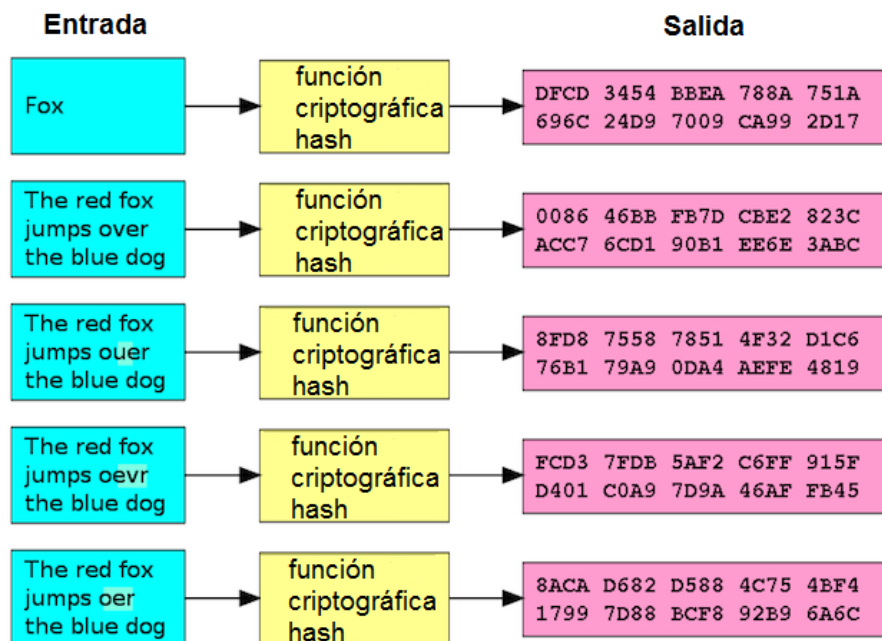 Entrada
Salida
Fox
función
criptográfica
hash
DFCD 3454 BBEA 788A 751A
696C 24D9 7009 CA99 2D17
The red fox
jumps over
the blue dog
función
criptográfica
hash
0086 46BB FB7D CBE2 823C
ACC7 6CD1 90B1 EE6E 3ABC
The red fox
jumps ouer
the blue dog
función
criptográfica
hash
8FD8 7558 7851 4F32 D1C6
76B1 79A9 0DA4 AEFE 4819
The red fox
jumps oevr
the blue dog
función
criptográfica
hash
FCD3 7FDB 5AF2 C6FF 915F
D401 C0A9 7D9A 46AF FB45
The red fox
jumps oer
the blue dog
función
criptográfica
hash
8ACA D682 D588 4C75 4BF4
1799 7D88 BCF8 92B9 6A6C